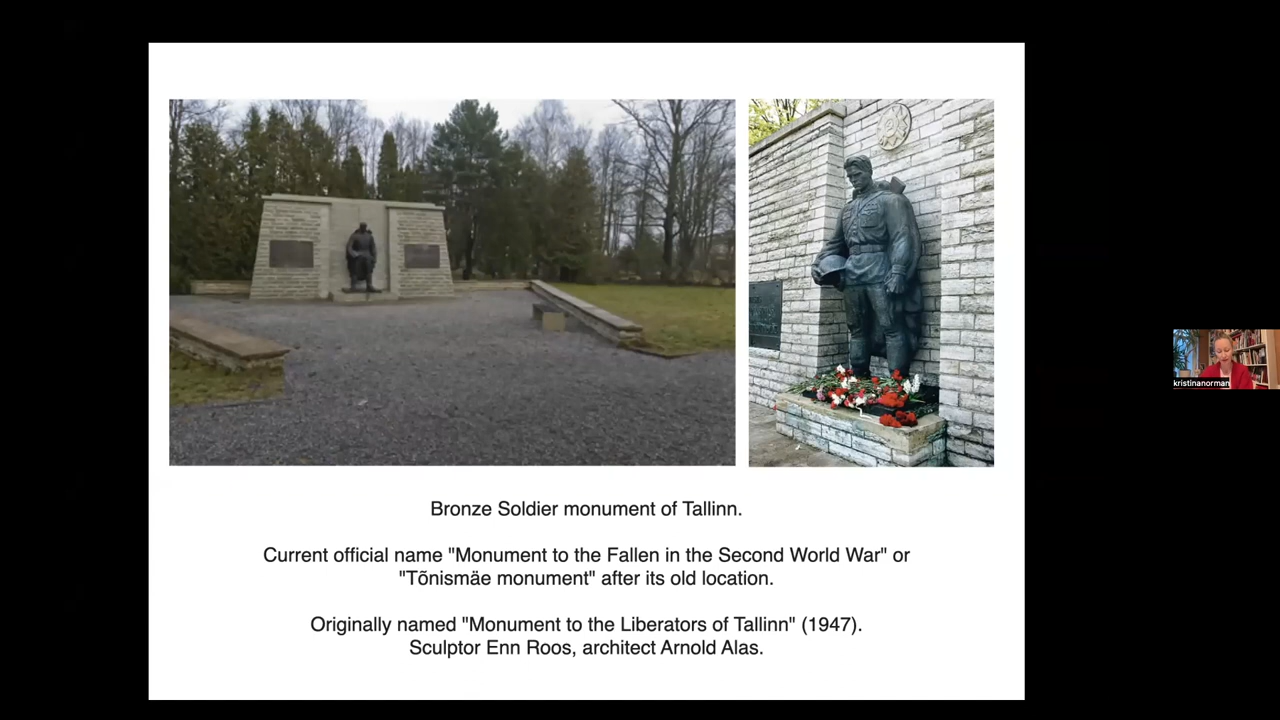 Bronze Soldier monument of Tallinn.
Current official name "Monument to the Fallen in the Second World War" or
"Tõnismäe monument" after its old location.
Originally named "Monument to the Liberators of Tallinn" (1947).
Sculptor Enn Roos, architect Arnold Alas.
kristinanorman